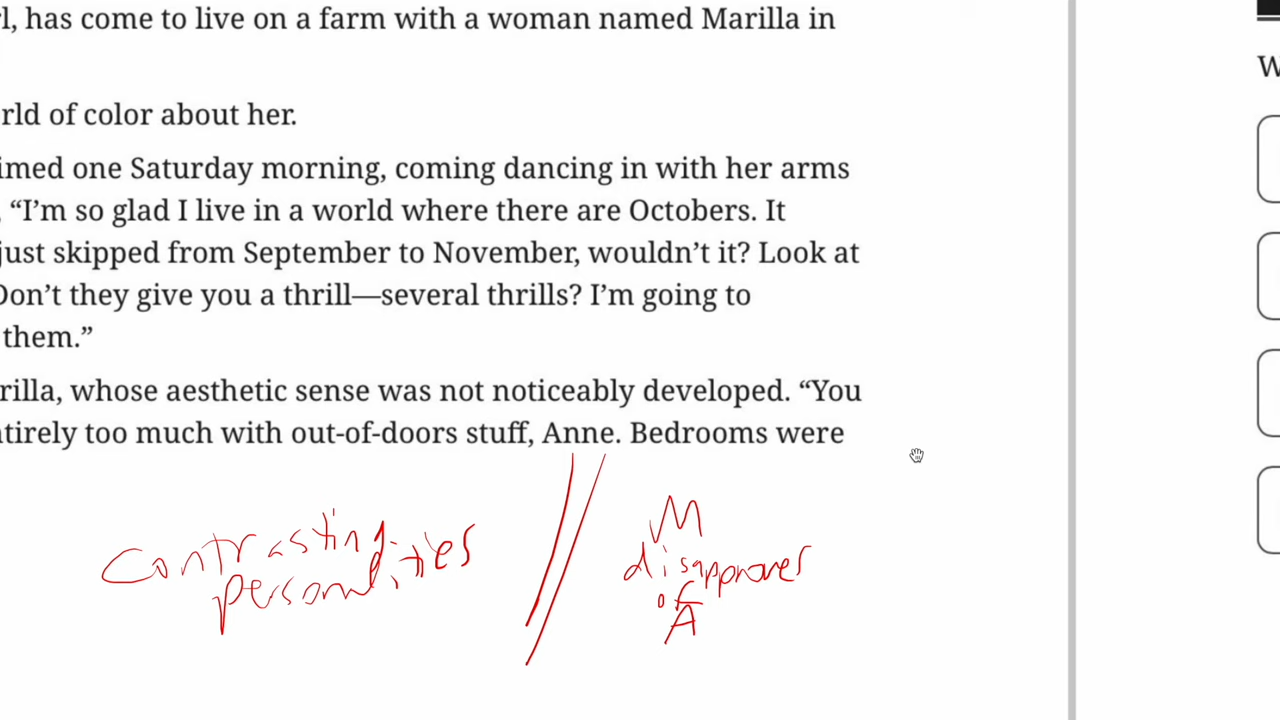 l, has come to live on a farm with a woman named Marilla in
rld of color about her.
imed one Saturday morning, coming dancing in with her arms
, “I’m so glad I live in a world where there are Octobers. It
just skipped from September to November, wouldn’t it? Look at
Don’t they give you a thrill—several thrills? I’m going to
them.”
rilla, whose aesthetic sense was not noticeably developed. “You
ntirely too much with out-of-doors stuff, Anne. Bedrooms were
Contrasting
personalities
M
disapproves
of
A
W